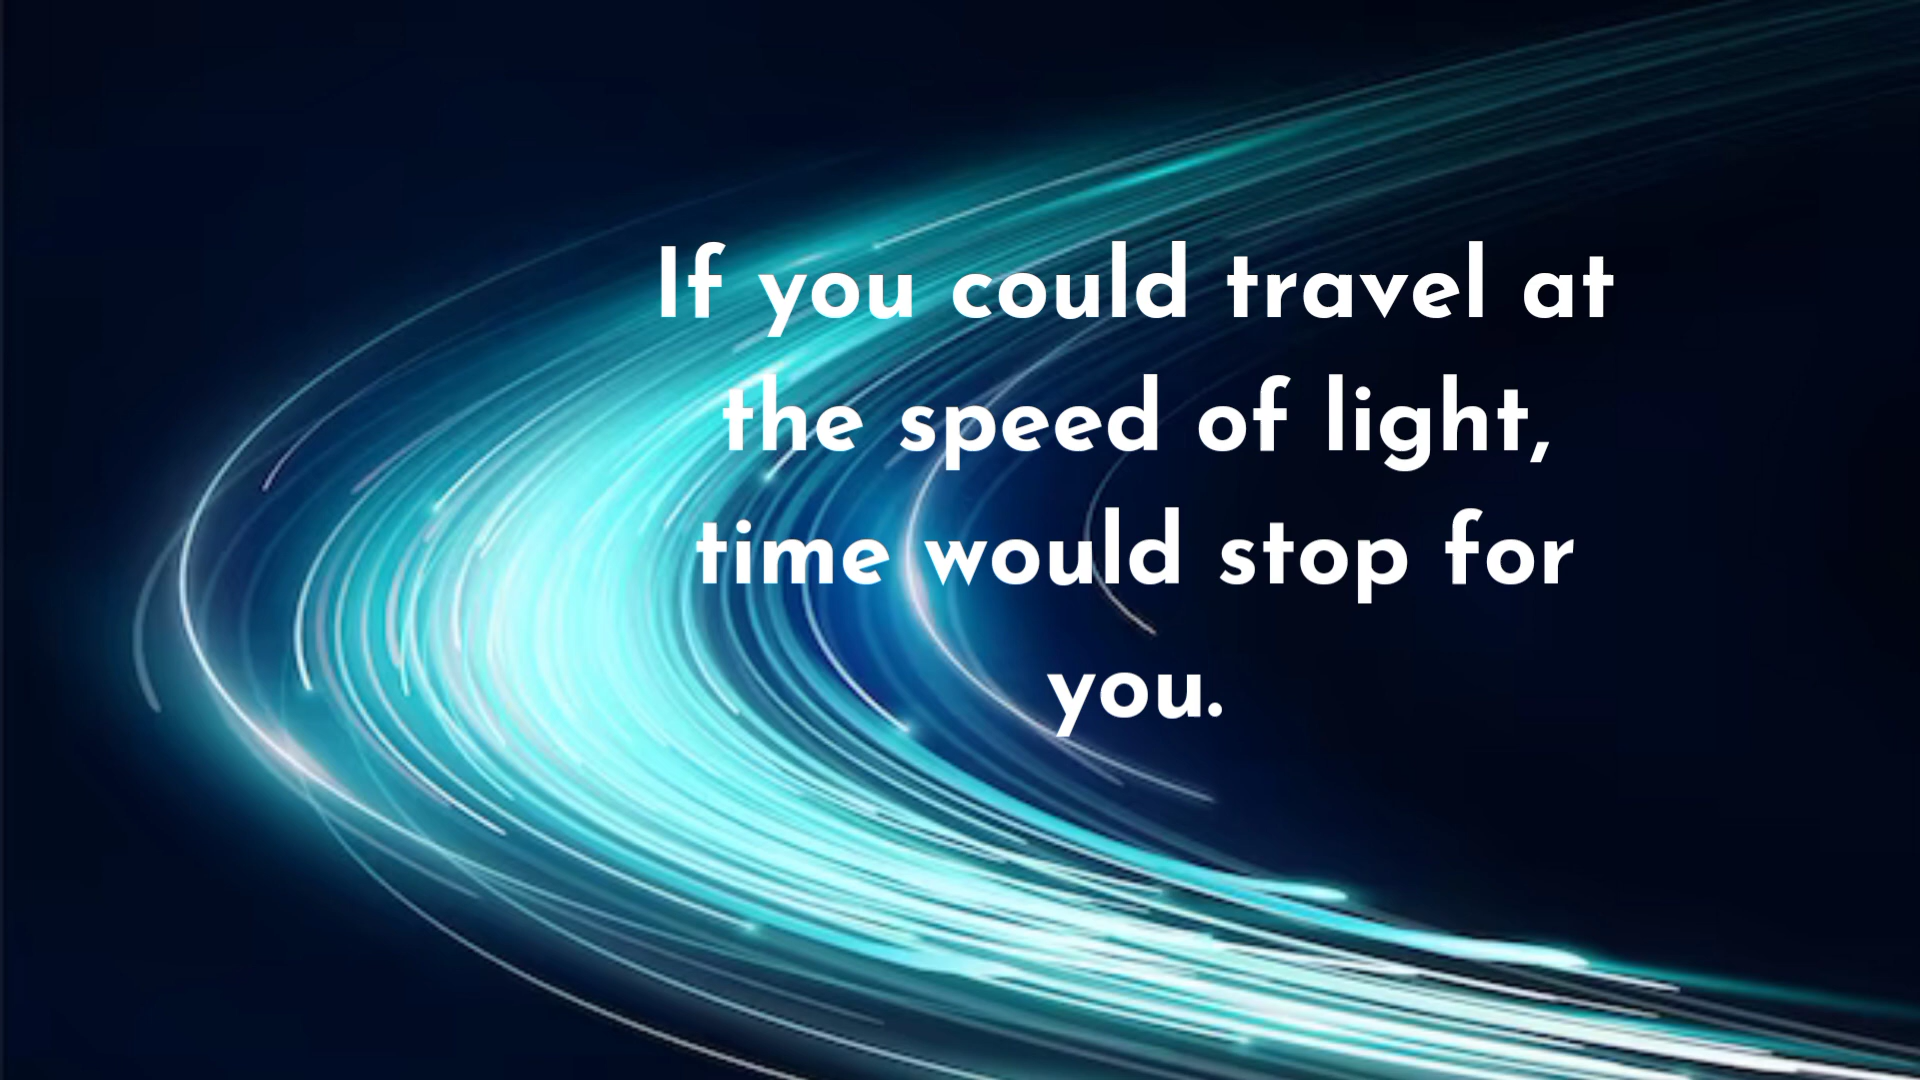 If you could travel at
the speed of light,
time would stop for
you.